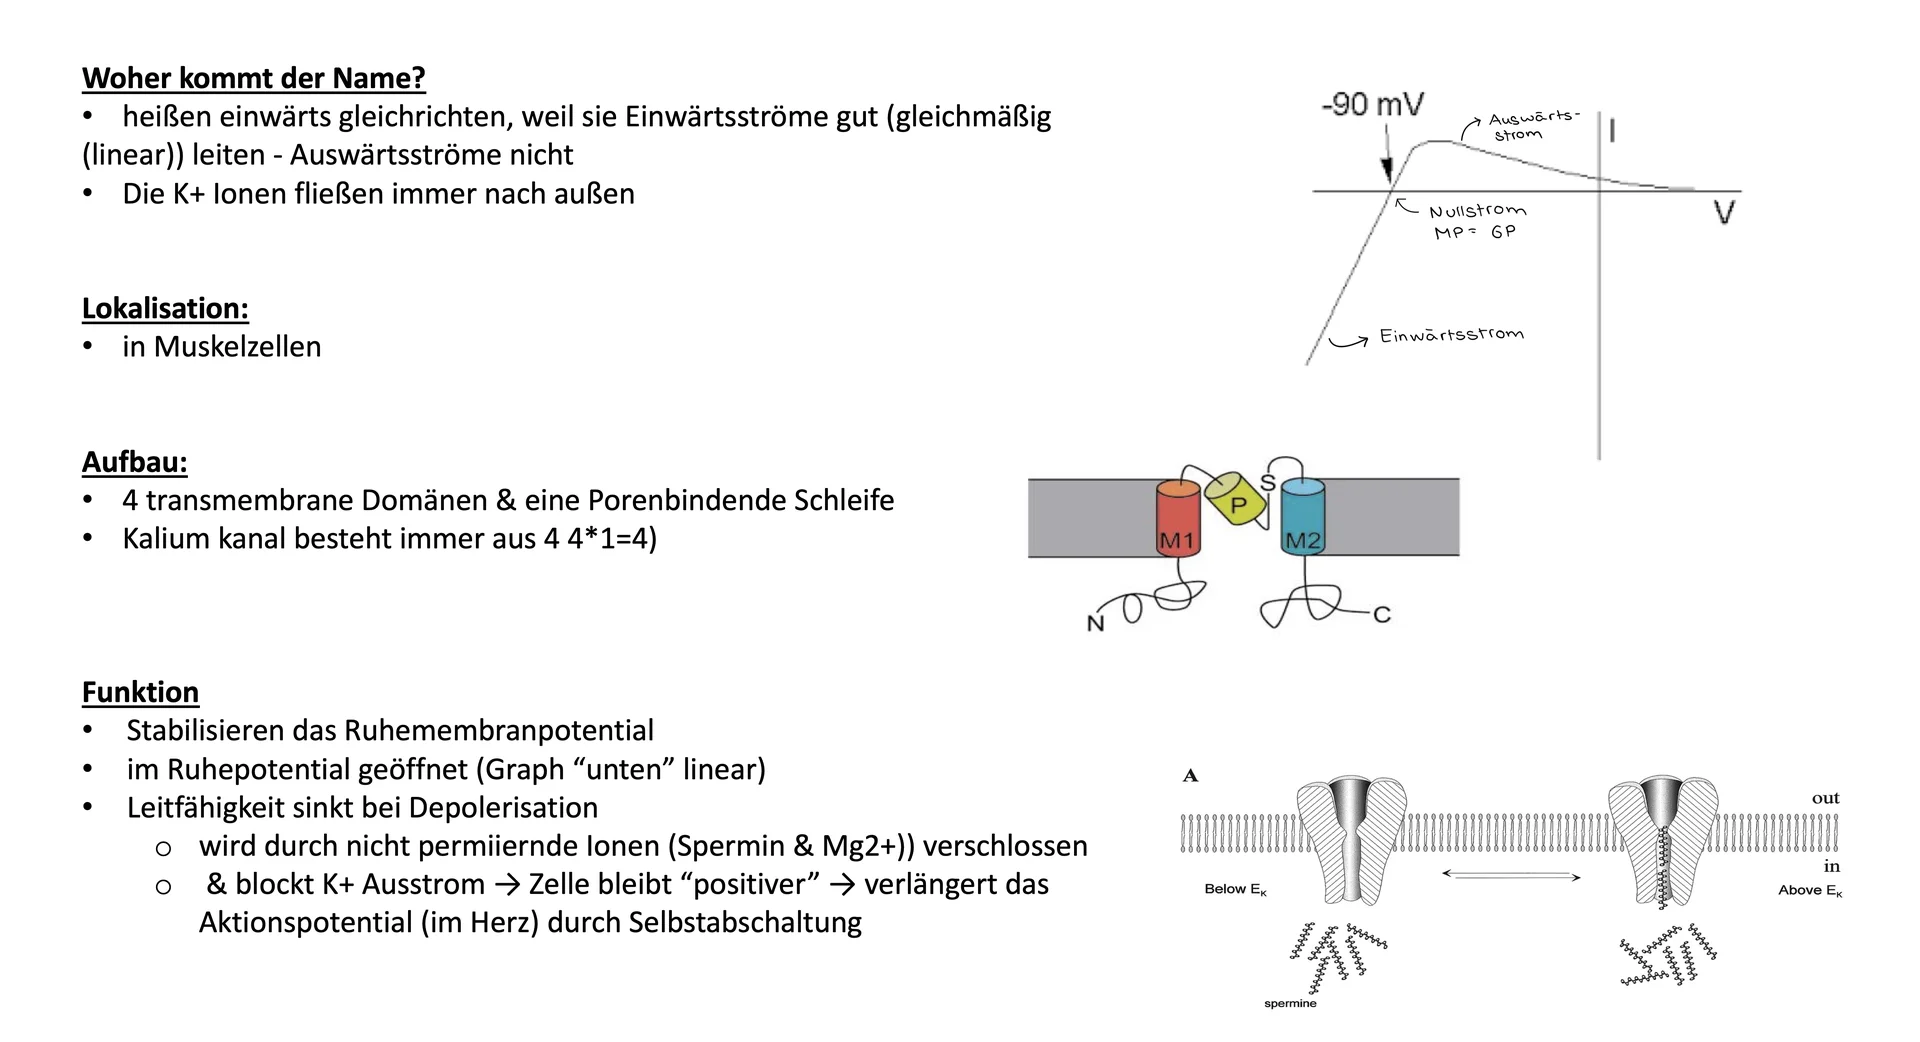 Woher kommt der Name?
• heißen einwärts gleichrichten, weil sie Einwärtsströme gut (gleichmäßig
(linear)) leiten - Auswärtsströme nicht
• Die K+ Ionen fließen immer nach außen
Lokalisation:
• in Muskelzellen
Aufbau:
• 4 transmembrane Domänen & eine Porenbindende Schleife
• Kalium kanal besteht immer aus 4 4*1=4)
Funktion
• Stabilisieren das Ruhemembranpotential
• im Ruhepotential geöffnet (Graph “unten” linear)
• Leitfähigkeit sinkt bei Depolerisation
o wird durch nicht permiiernde Ionen (Spermin & Mg2+)) verschlossen
o & blockt K+ Ausstrom → Zelle bleibt “positiver” → verlängert das
Aktionspotential (im Herz) durch Selbstabschaltung
-90 mV
Auswärts-
strom
I
V
Nullstrom
MP= GP
Einwärtsstrom
S
P
M1
M2
N
C
A
out
in
Below EK
Above EK
spermine